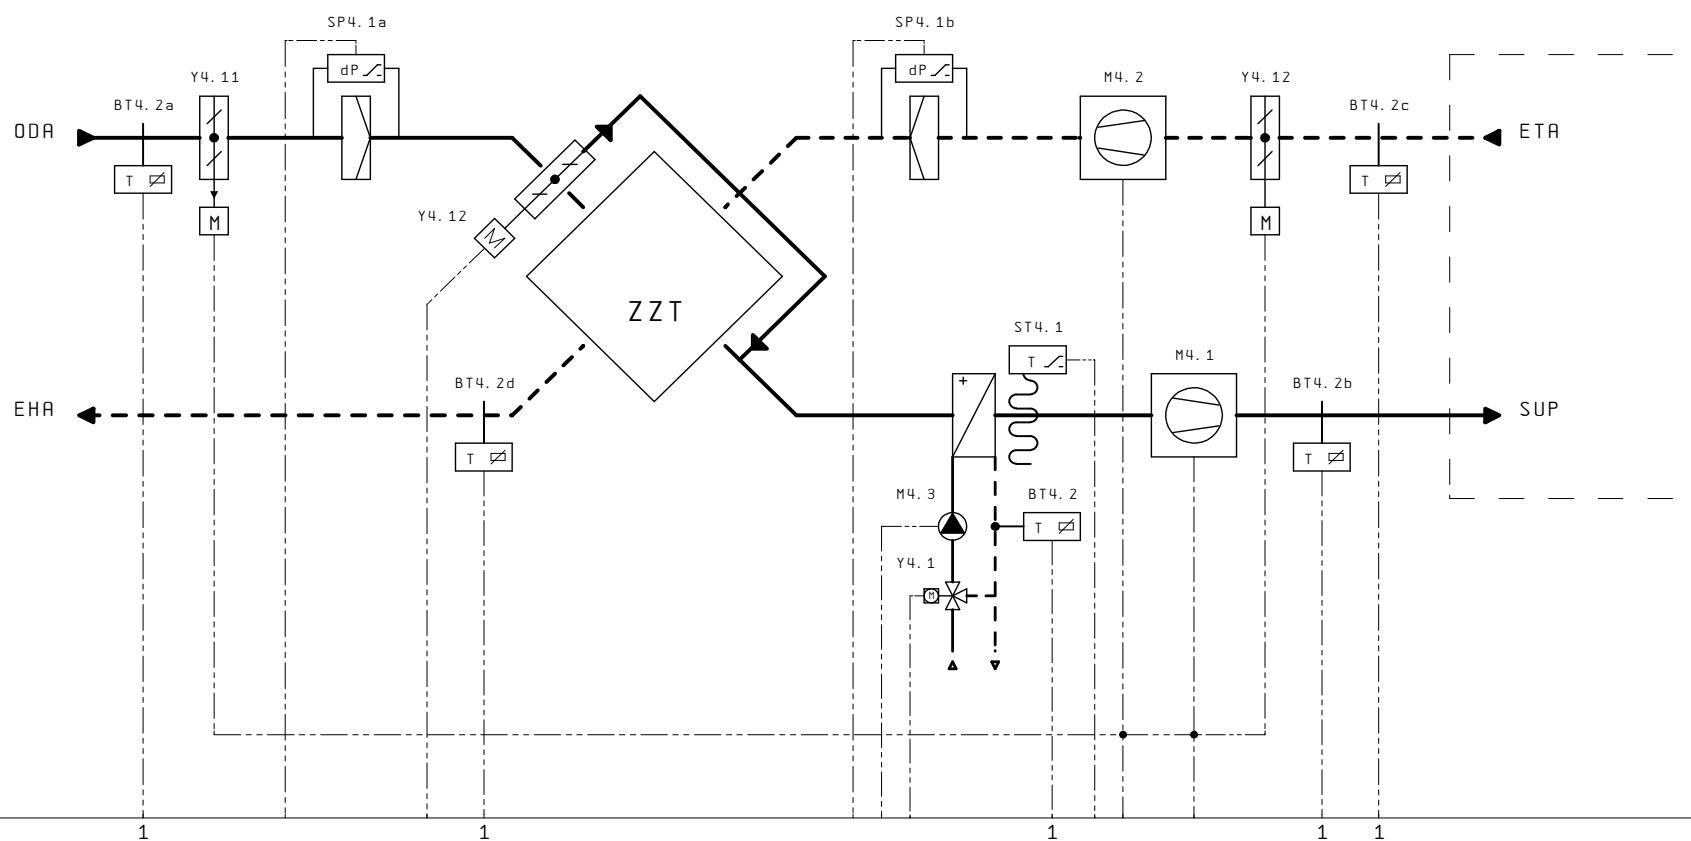 SP4.1a
SP4.1b
dP
dP
Y4.11
M4.2
Y4.12
BT4.2a
BT4.2c
ODA
ETA
T
T
M
Y4.12
M
M
ZZT
ST4.1
T
M4.1
BT4.2d
BT4.2b
+
EHA
SUP
T
T
M4.3
BT4.2
T
Y4.1
M
1
1
1
1
1